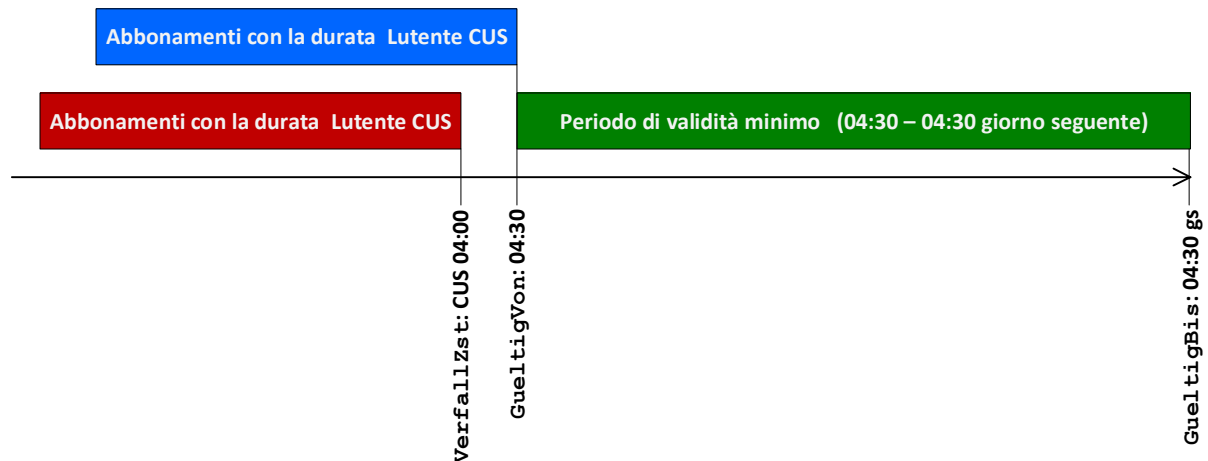 Abbonamenti con la durata Lutente CUS
Abbonamenti con la durata Lutente CUS
Periodo di validità minimo (04:30 – 04:30 giorno seguente)
VerfallZst: CUS 04:00
GueltigVon: 04:30
GueltigBis: 04:30 gs